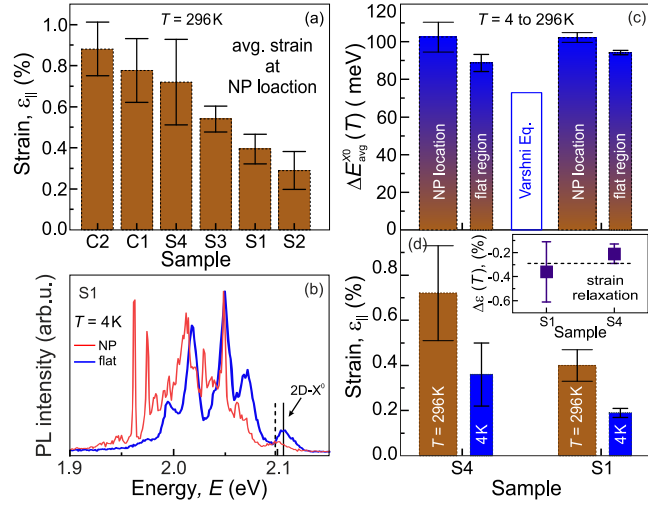 T = 296K
(a)
avg. strain
at
NP loaction
Strain, ε|| (%)
1.0
0.8
0.6
0.4
0.2
0.0
C2 C1 S4 S3 S1 S2
Sample
T = 4 to 296K
(c)
ΔE^X0_avg (T) ( meV)
120
100
80
60
40
20
0
NP location
flat region
Varshni Eq.
NP location
flat region
S1
(b)
T = 4K
NP
flat
2D-X⁰
PL intensity (arb.u.)
1.9 2.0 2.1
Energy, E (eV)
(d)
Strain, ε|| (%)
0.8
0.6
0.4
0.2
0.0
T = 296K
4K
T = 296K
4K
S4 S1
Sample
Δε (T), (%)
-0.2
-0.4
-0.6
strain
relaxation
S1 S4
Sample